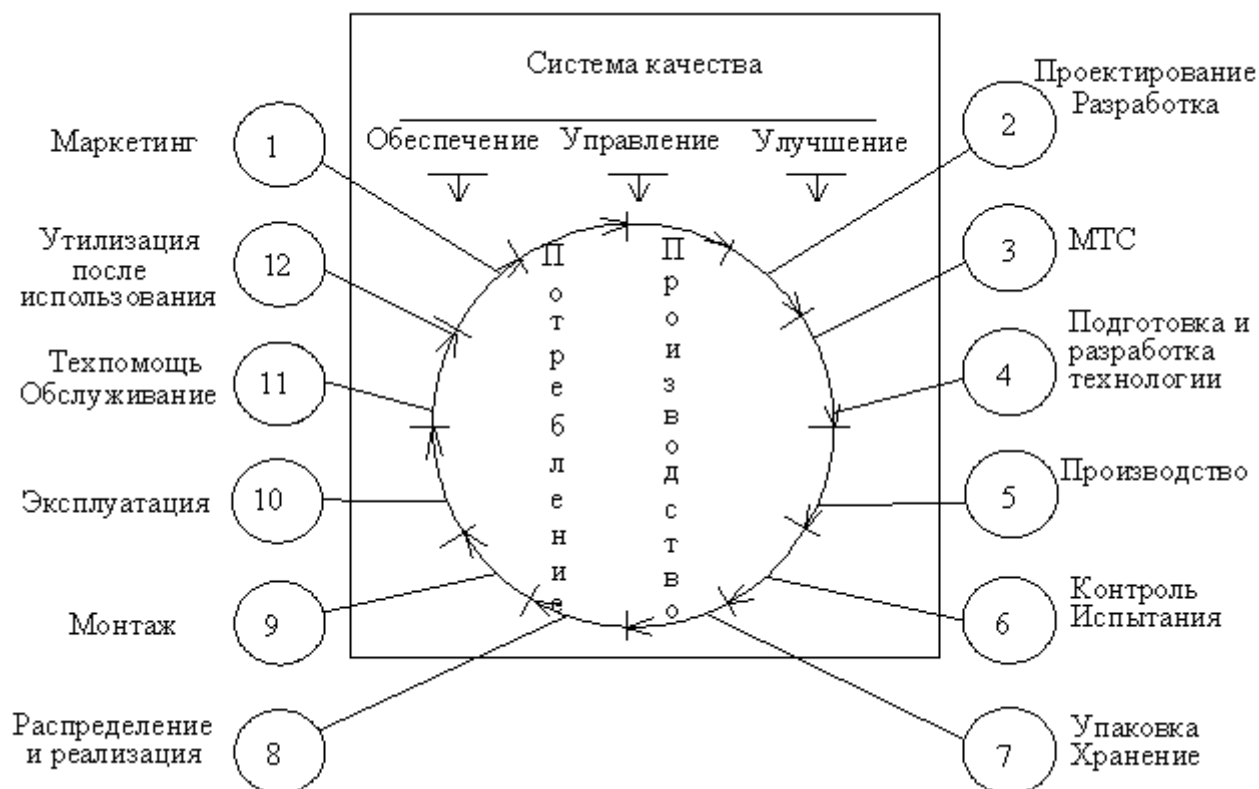 Система качества
Обеспечение Управление Улучшение
Маркетинг
1
Проектирование
Разработка
2
Утилизация
после
использования
12
МТС
3
Техпомощь
Обслуживание
11
Подготовка и
разработка
технологии
4
Эксплуатация
10
Производство
5
Монтаж
9
Контроль
Испытания
6
Распределение
и реализация
8
Упаковка
Хранение
7
Потребление
Производство